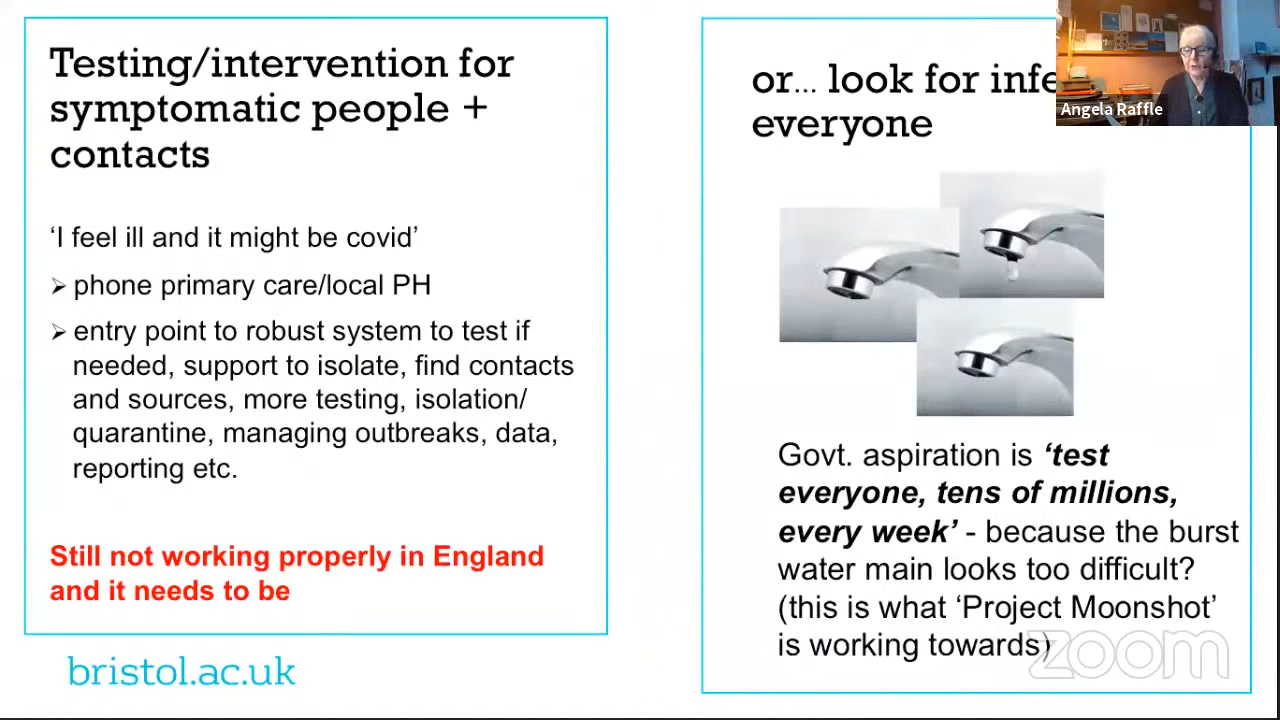 Testing/intervention for
symptomatic people +
contacts
‘I feel ill and it might be covid’
➢ phone primary care/local PH
➢ entry point to robust system to test if
needed, support to isolate, find contacts
and sources, more testing, isolation/
quarantine, managing outbreaks, data,
reporting etc.
Still not working properly in England
and it needs to be
bristol.ac.uk
or... look for infe
everyone
Angela Raffle
Govt. aspiration is ‘test
everyone, tens of millions,
every week’ - because the burst
water main looks too difficult?
(this is what ‘Project Moonshot’
is working towards)
zoom